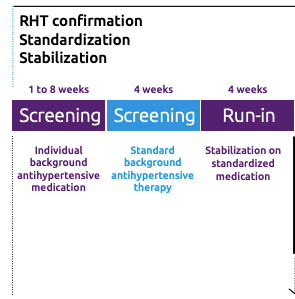 RHT confirmation
Standardization
Stabilization
1 to 8 weeks
4 weeks
4 weeks
Screening
Screening
Run-in
Individual
background
antihypertensive
medication
Standard
background
antihypertensive
therapy
Stabilization on
standardized
medication